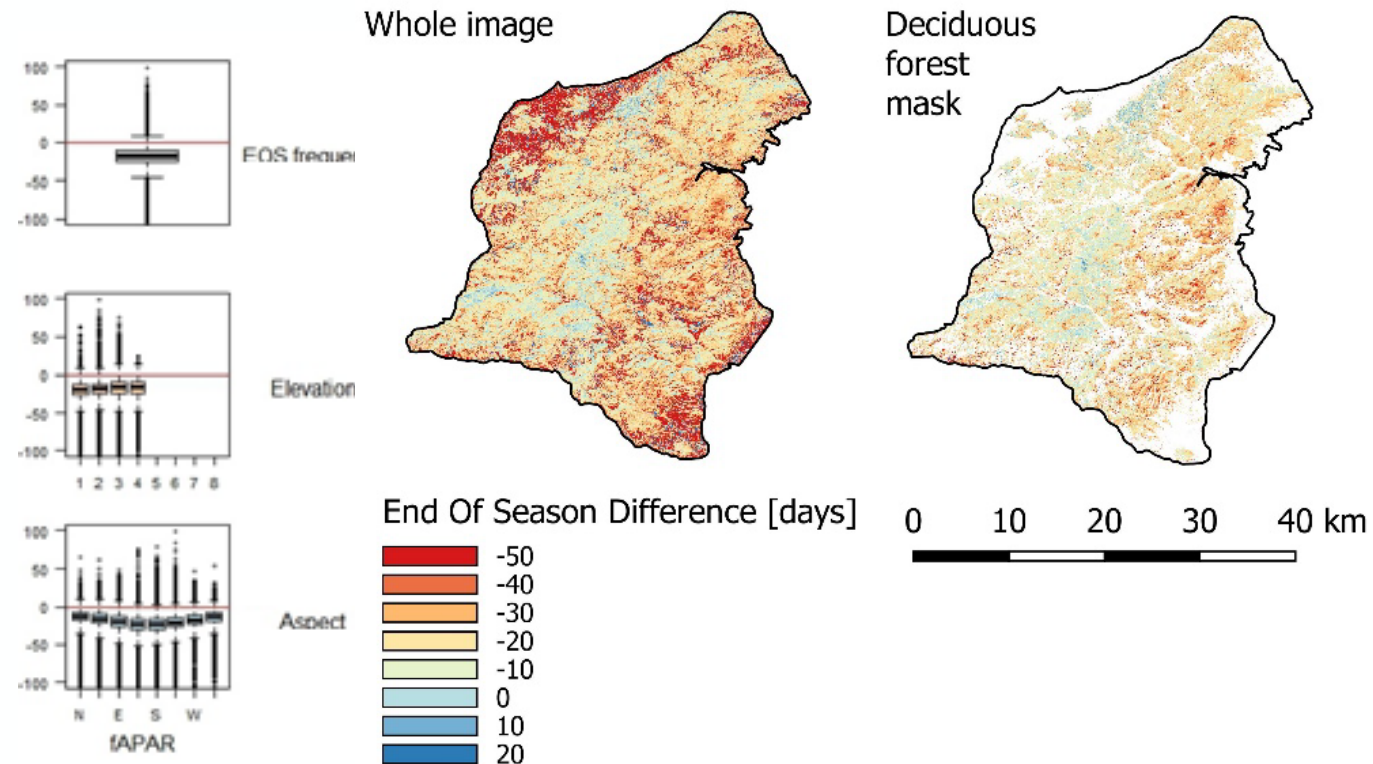 Whole image
Deciduous
forest
mask
100
50
0
-50
-100
EOS frequer
100
50
0
-50
-100
1 2 3 4 5 6 7 8
Elevation
100
50
0
-50
-100
N E S W
Aspect
fAPAR
End Of Season Difference [days]
-50
-40
-30
-20
-10
0
10
20
0 10 20 30 40 km